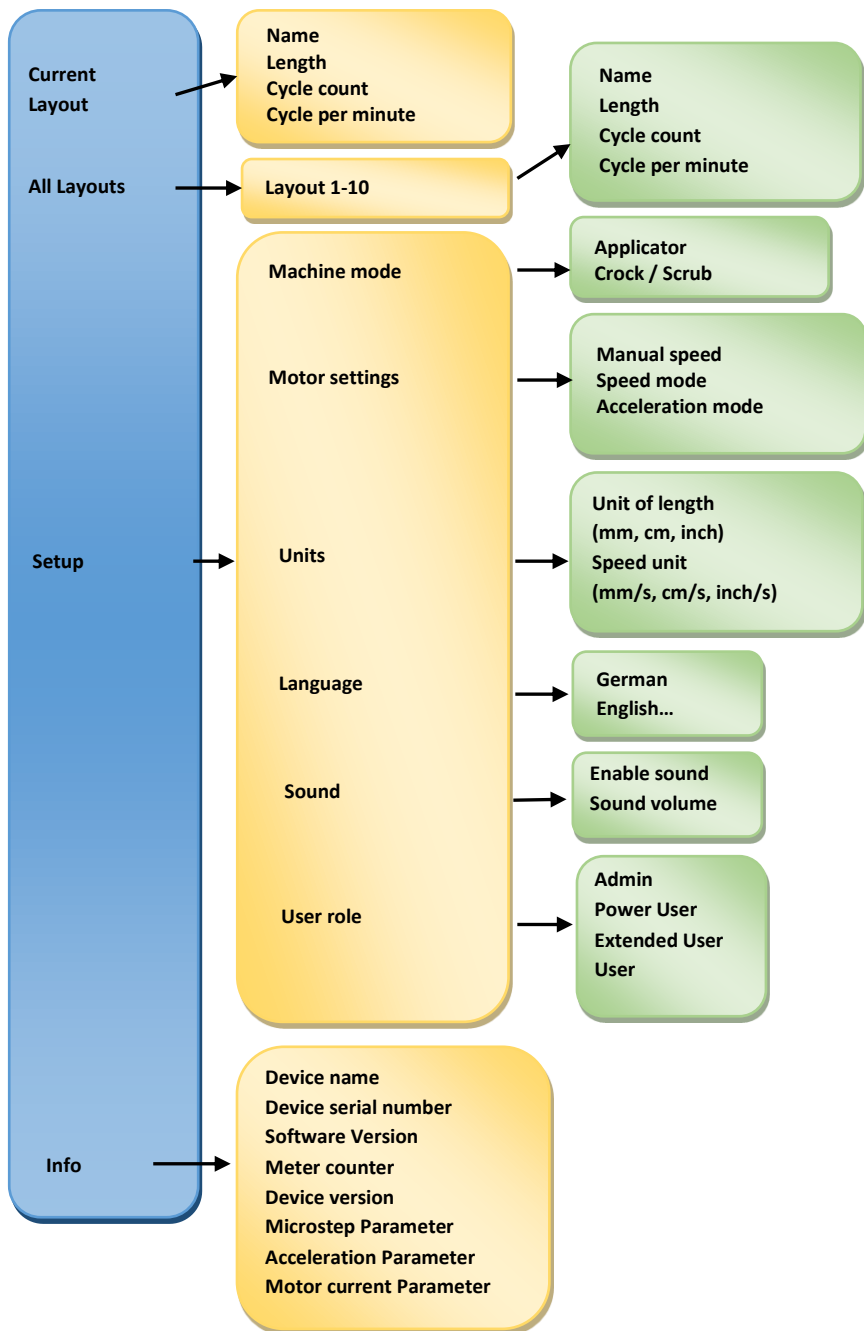 Current
Layout
Name
Length
Cycle count
Cycle per minute
All Layouts
Layout 1-10
Name
Length
Cycle count
Cycle per minute
Setup
Machine mode
Applicator
Crock / Scrub
Motor settings
Manual speed
Speed mode
Acceleration mode
Units
Unit of length
(mm, cm, inch)
Speed unit
(mm/s, cm/s, inch/s)
Language
German
English…
Sound
Enable sound
Sound volume
User role
Admin
Power User
Extended User
User
Info
Device name
Device serial number
Software Version
Meter counter
Device version
Microstep Parameter
Acceleration Parameter
Motor current Parameter